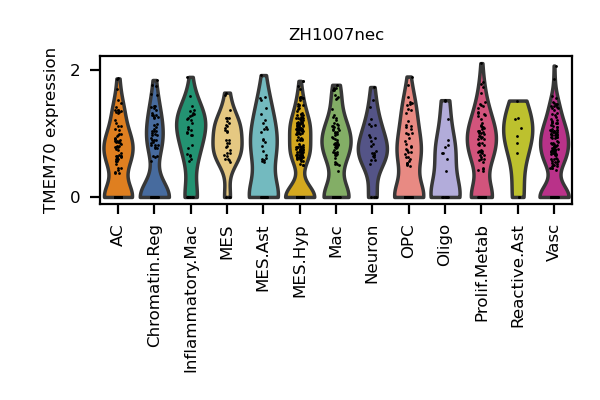 ZH1007nec
TMEM70 expression
2
0
AC
Chromatin.Reg
Inflammatory.Mac
MES
MES.Ast
MES.Hyp
Mac
Neuron
OPC
Oligo
Prolif.Metab
Reactive.Ast
Vasc